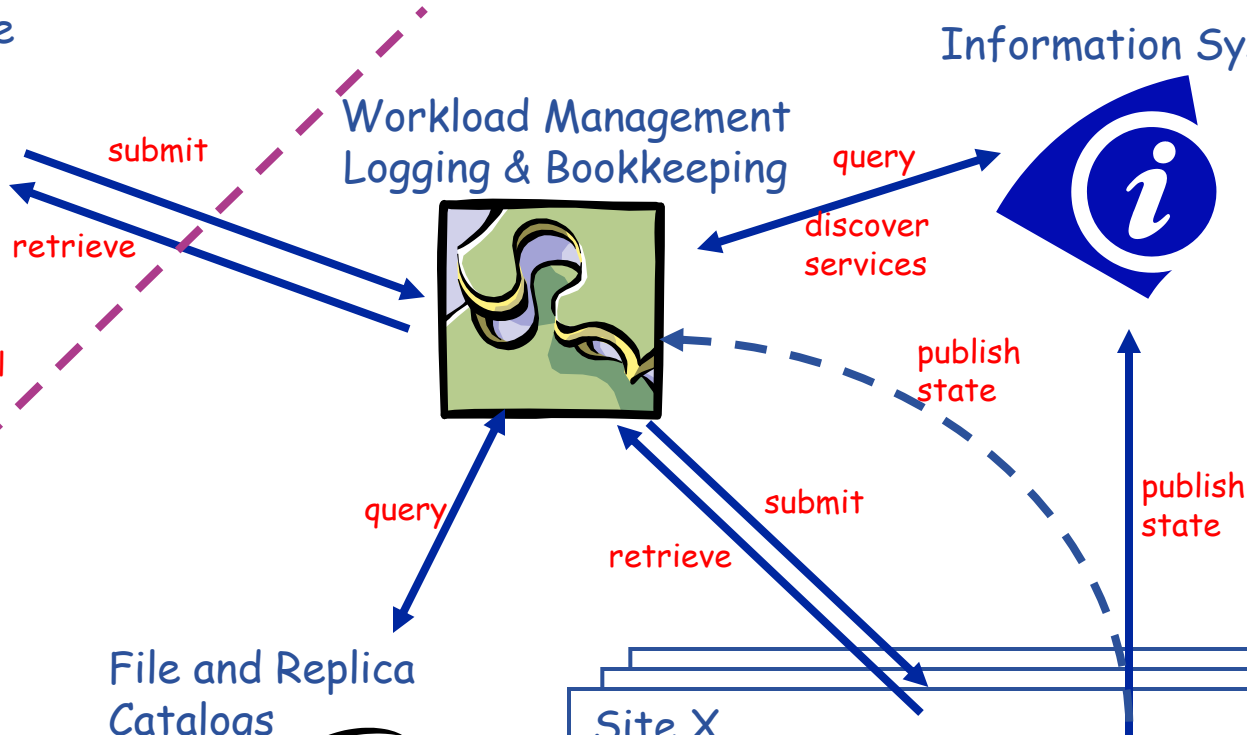 Information Sy
Workload Management
Logging & Bookkeeping
submit
query
retrieve
discover
services
publish
state
query
submit
publish
state
retrieve
File and Replica
Catalogs
Site X